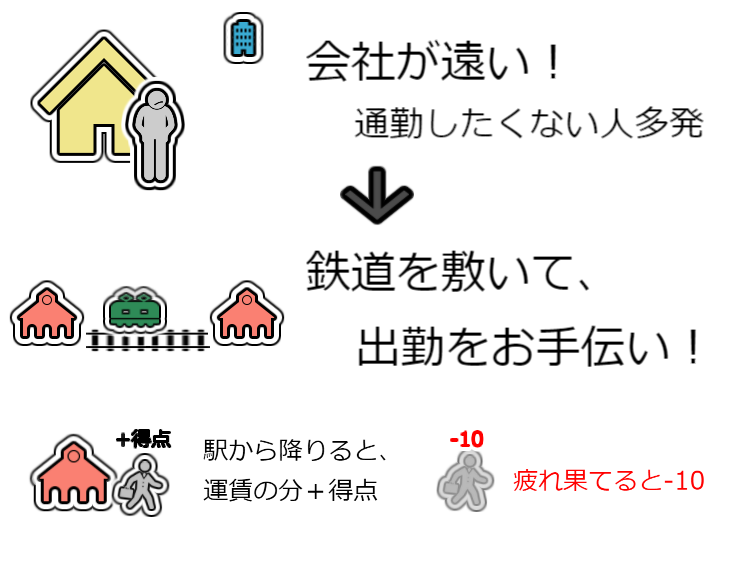 会社が遠い！
通勤したくない人多発
鉄道を敷いて、
出勤をお手伝い！
+得点
駅から降りると、
運賃の分＋得点
-10
疲れ果てると-10